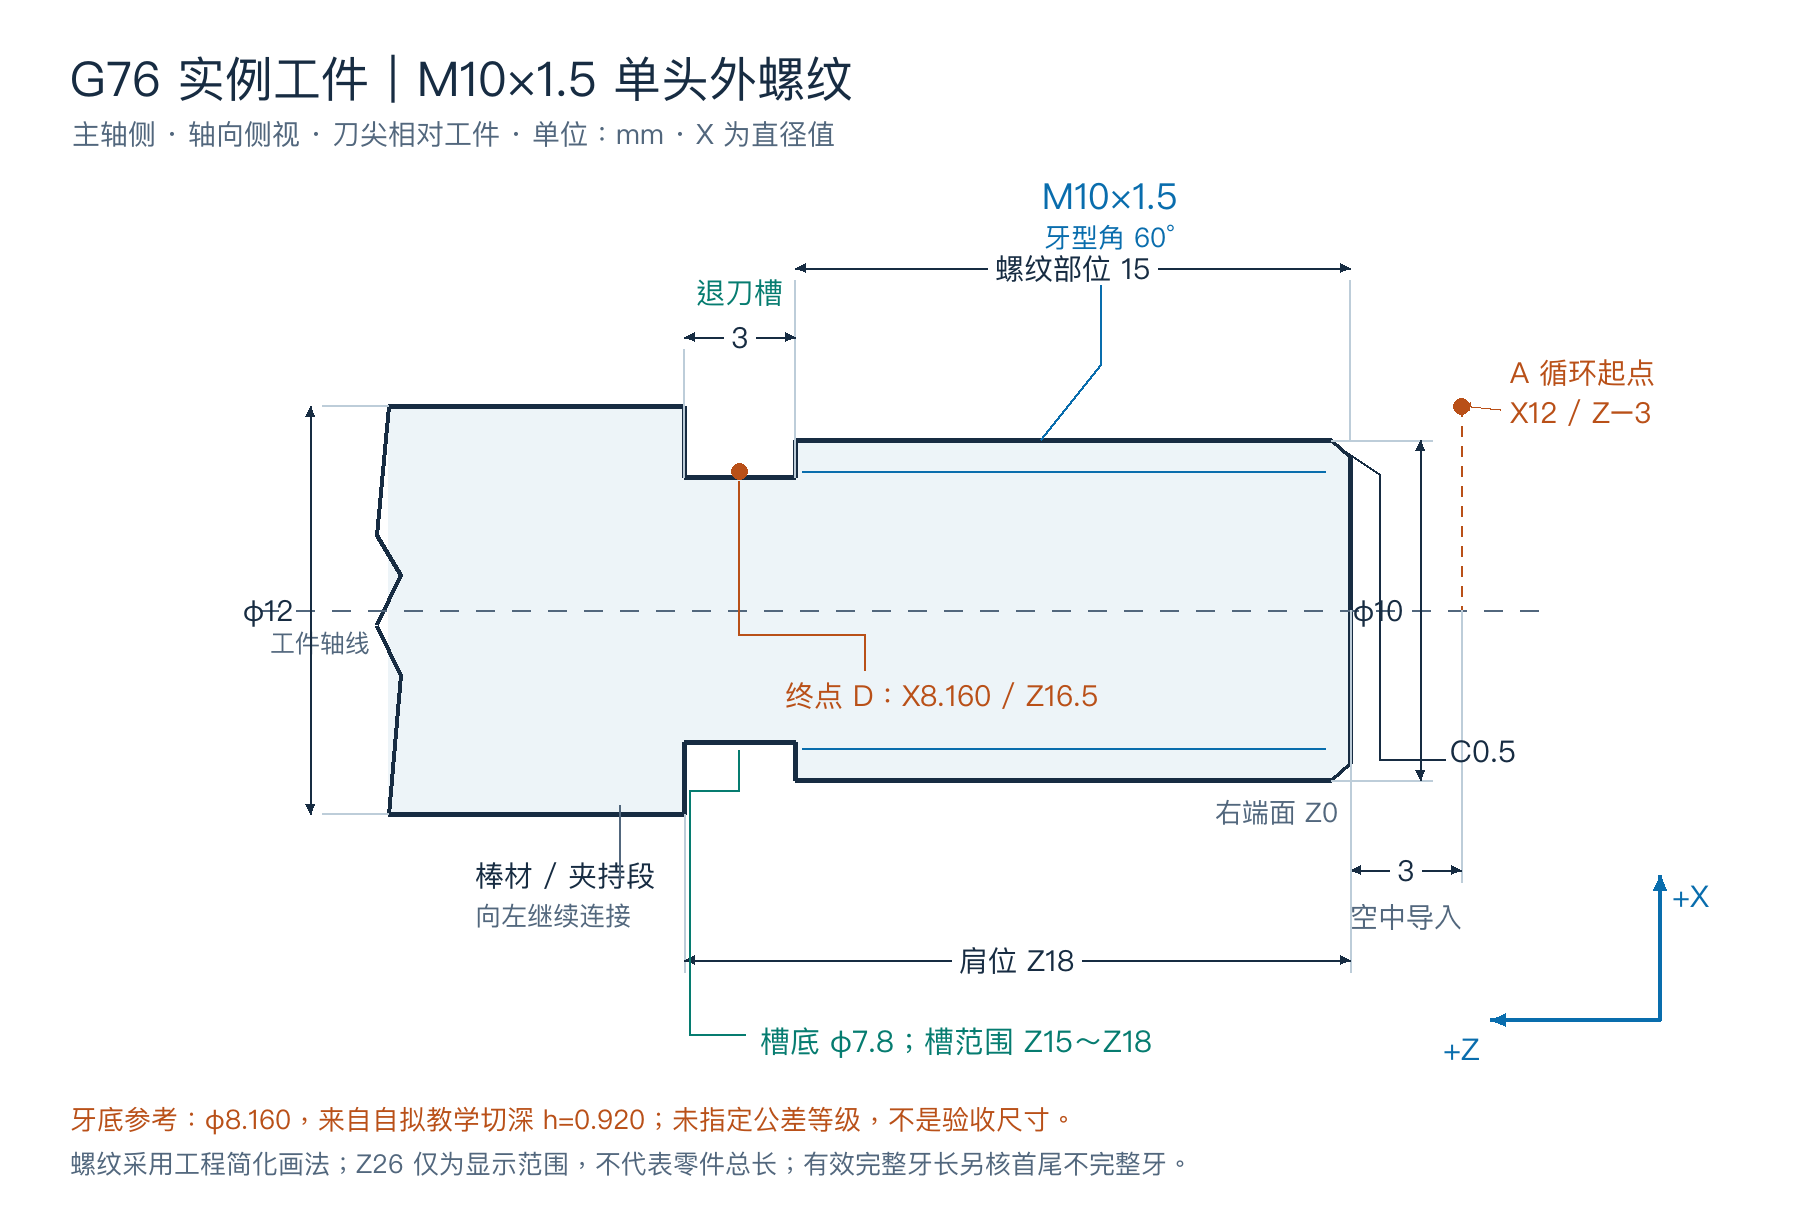 G76 实例工件 | M10×1.5 单头外螺纹
主轴侧 · 轴向侧视 · 刀尖相对工件 · 单位：mm · X 为直径值
M10×1.5
牙型角 60°
螺纹部位 15
退刀槽
3
A 循环起点
X12 / Z−3
φ12
工件轴线
φ10
终点 D：X8.160 / Z16.5
C0.5
右端面 Z0
棒材 / 夹持段
向左继续连接
3
空中导入
+X
肩位 Z18
槽底 φ7.8；槽范围 Z15～Z18
+Z
牙底参考：φ8.160，来自自拟教学切深 h=0.920；未指定公差等级，不是验收尺寸。
螺纹采用工程简化画法；Z26 仅为显示范围，不代表零件总长；有效完整牙长另核首尾不完整牙。